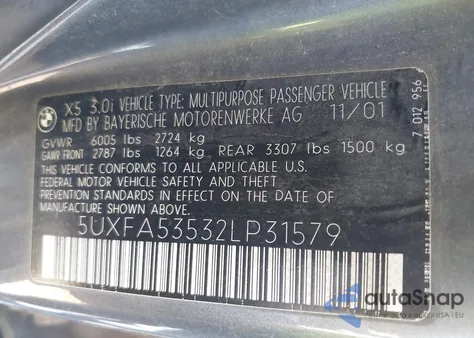 X5 3.0i VEHICLE TYPE: MULTIPURPOSE PASSENGER VEHICLE
MFD BY BAYERISCHE MOTORENWERKE AG 11/01
GVWR 6005 lbs 2724 kg
GAWR FRONT 2787 lbs 1264 kg REAR 3307 lbs 1500 kg
THIS VEHICLE CONFORMS TO ALL APPLICABLE
FEDERAL MOTOR VEHICLE SAFETY AND THEFT
PREVENTION STANDARDS IN EFFECT ON THE
DATE OF MANUFACTURE SHOWN ABOVE.
5UXFA53532LP31579
7 012 956
autoSnap